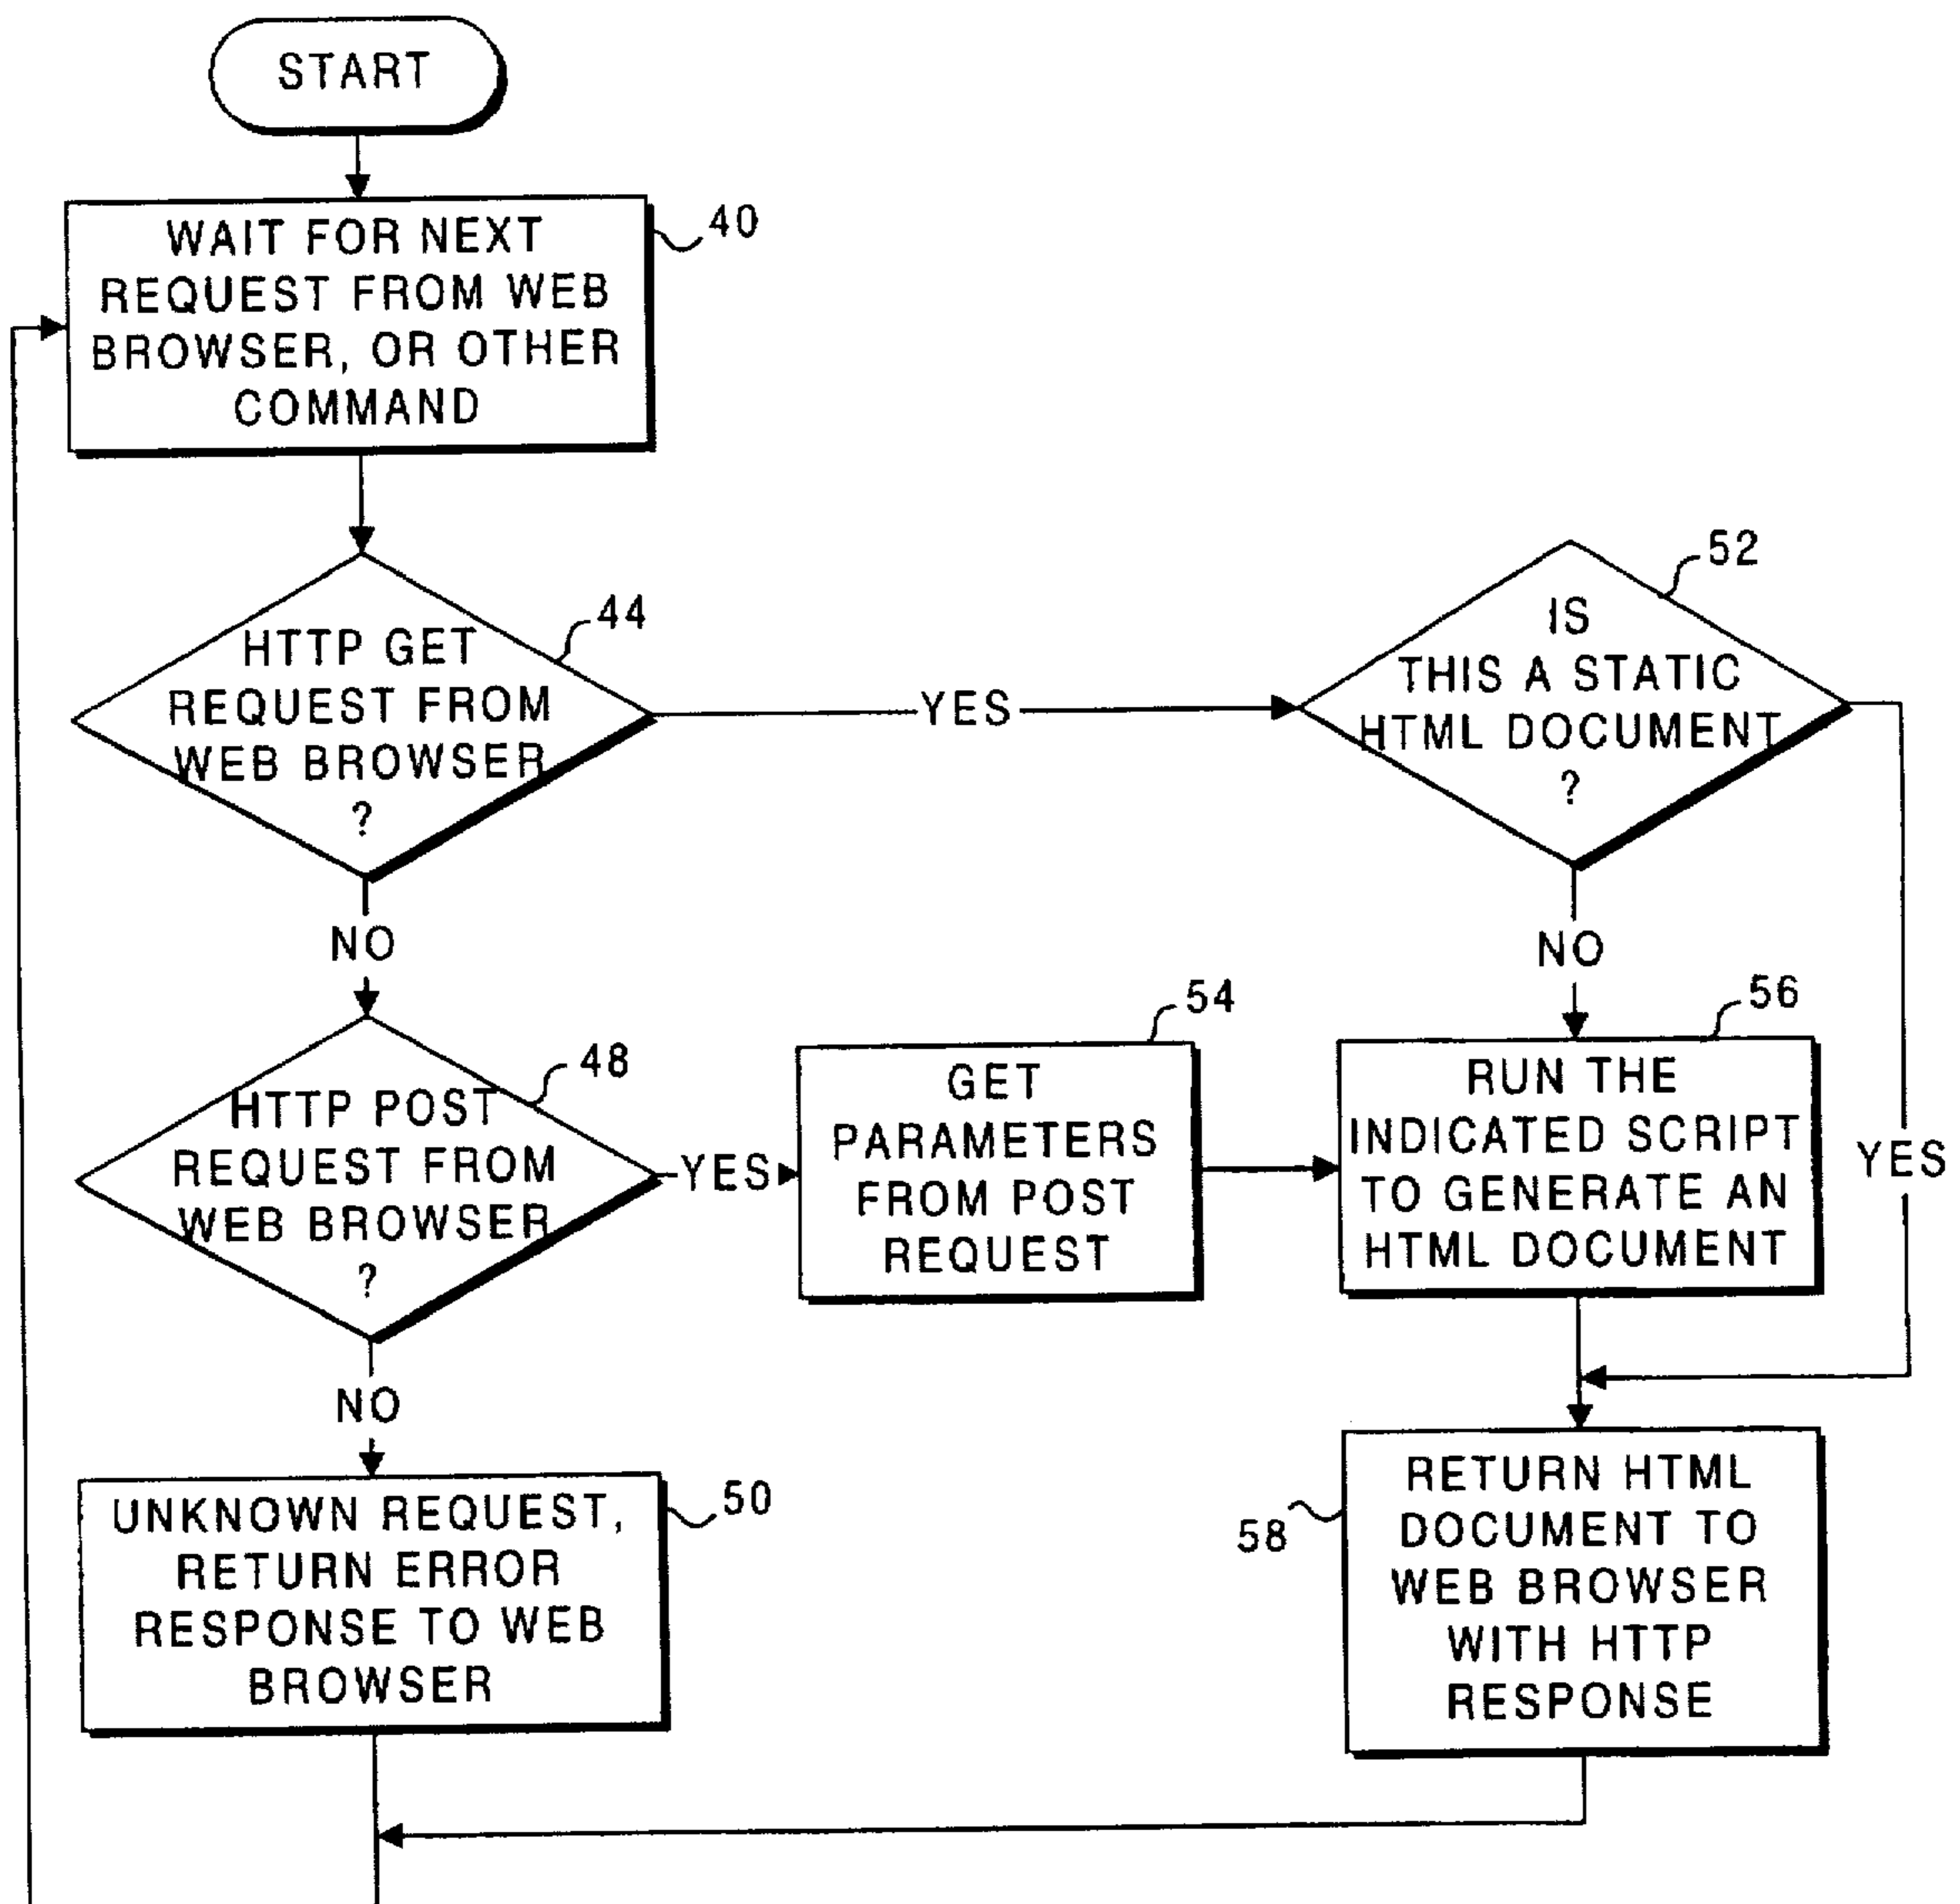 START
WAIT FOR NEXT
REQUEST FROM WEB
BROWSER, OR OTHER
COMMAND
40
HTTP GET
REQUEST FROM
WEB BROWSER
?
44
YES
IS
THIS A STATIC
HTML DOCUMENT
?
52
NO
NO
YES
HTTP POST
REQUEST FROM
WEB BROWSER
?
48
YES
GET
PARAMETERS
FROM POST
REQUEST
54
RUN THE
INDICATED SCRIPT
TO GENERATE AN
HTML DOCUMENT
56
NO
UNKNOWN REQUEST,
RETURN ERROR
RESPONSE TO WEB
BROWSER
50
RETURN HTML
DOCUMENT TO
WEB BROWSER
WITH HTTP
RESPONSE
58